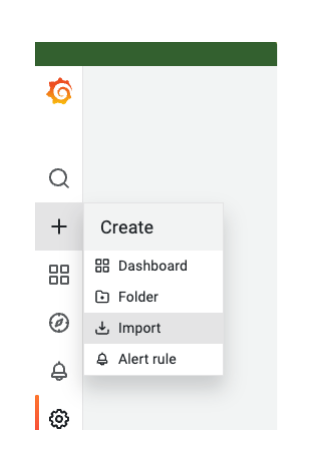 Create
Dashboard
Folder
Import
Alert rule